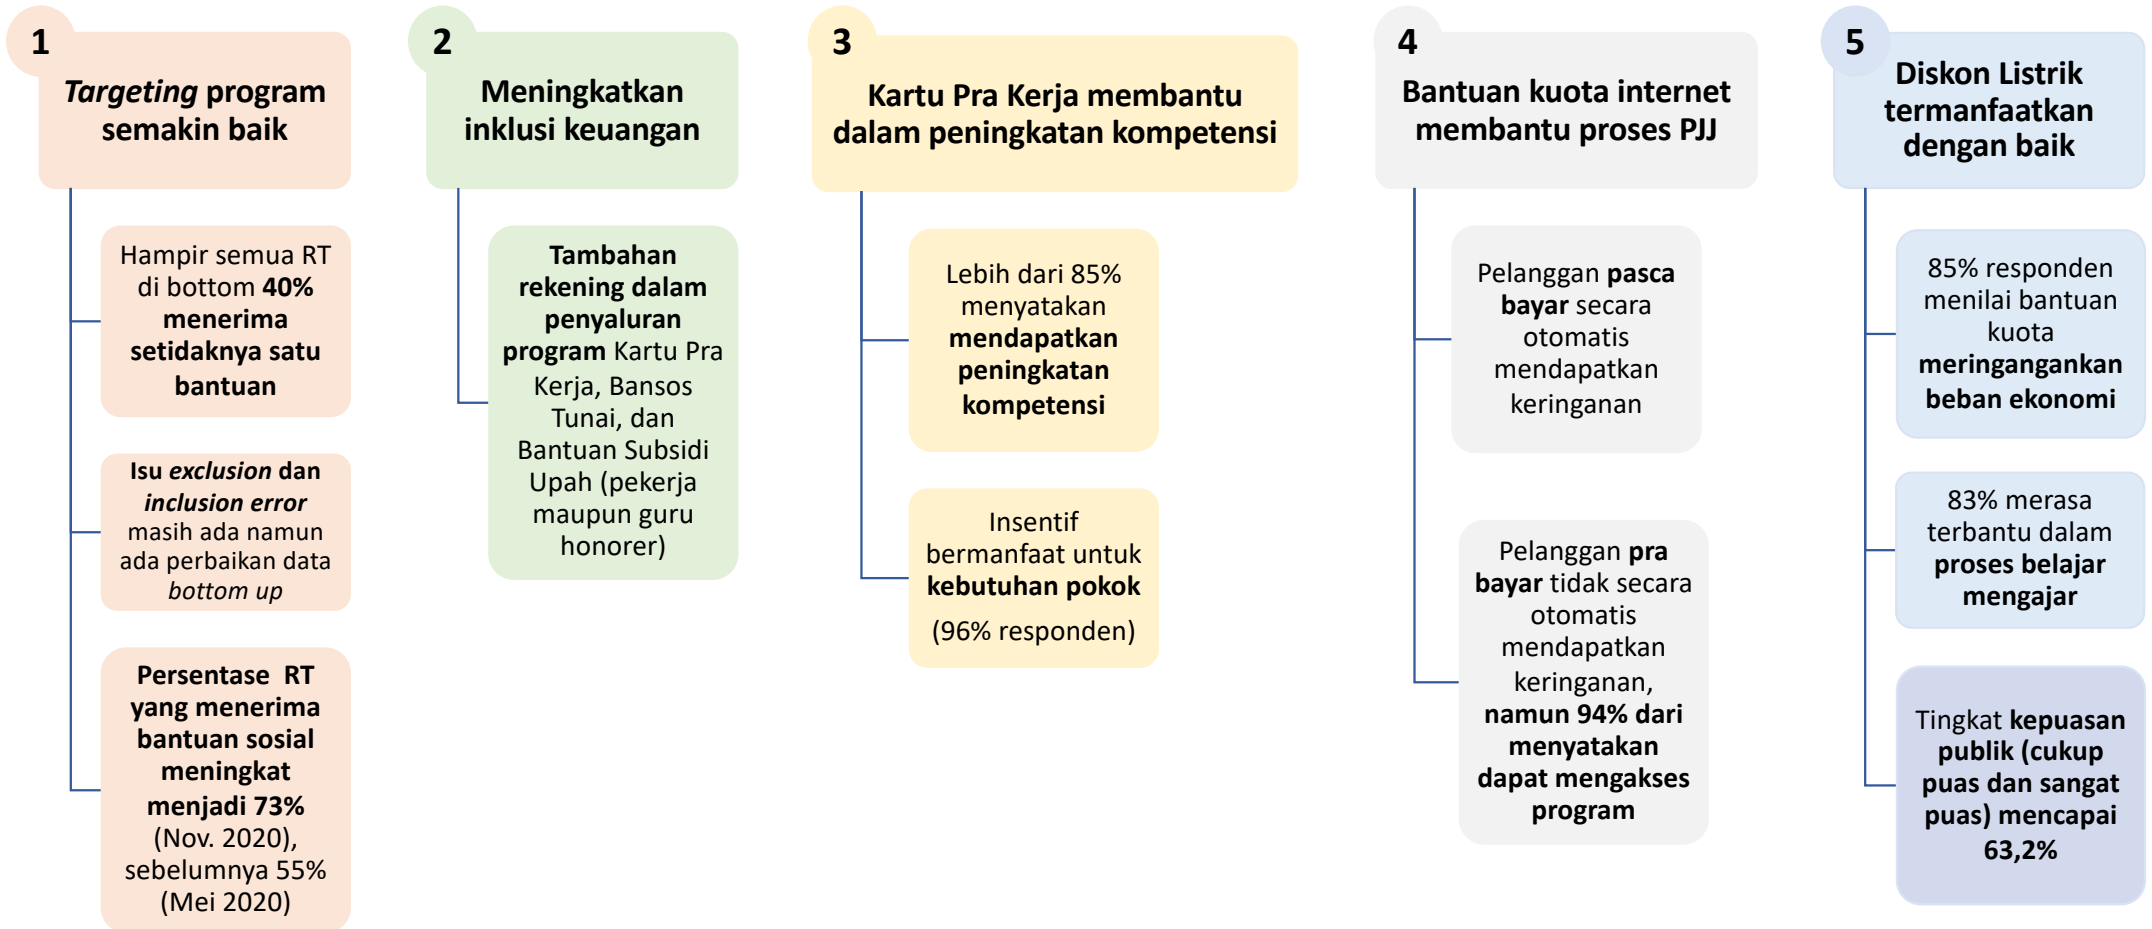 1
Targeting program
semakin baik
Hampir semua RT
di bottom 40%
menerima
setidaknya satu
bantuan
Isu exclusion dan
inclusion error
masih ada namun
ada perbaikan data
bottom up
Persentase RT
yang menerima
bantuan sosial
meningkat
menjadi 73%
(Nov. 2020),
sebelumnya 55%
(Mei 2020)
2
Meningkatkan
inklusi keuangan
Tambahan
rekening dalam
penyaluran
program Kartu Pra
Kerja, Bansos
Tunai, dan
Bantuan Subsidi
Upah (pekerja
maupun guru
honorer)
3
Kartu Pra Kerja membantu
dalam peningkatan kompetensi
Lebih dari 85%
menyatakan
mendapatkan
peningkatan
kompetensi
Insentif
bermanfaat untuk
kebutuhan pokok
(96% responden)
4
Bantuan kuota internet
membantu proses PJJ
Pelanggan pasca
bayar secara
otomatis
mendapatkan
keringanan
Pelanggan pra
bayar tidak secara
otomatis
mendapatkan
keringanan,
namun 94% dari
menyatakan
dapat mengakses
program
5
Diskon Listrik
termanfaatkan
dengan baik
85% responden
menilai bantuan
kuota
meringangankan
beban ekonomi
83% merasa
terbantu dalam
proses belajar
mengajar
Tingkat kepuasan
publik (cukup
puas dan sangat
puas) mencapai
63,2%